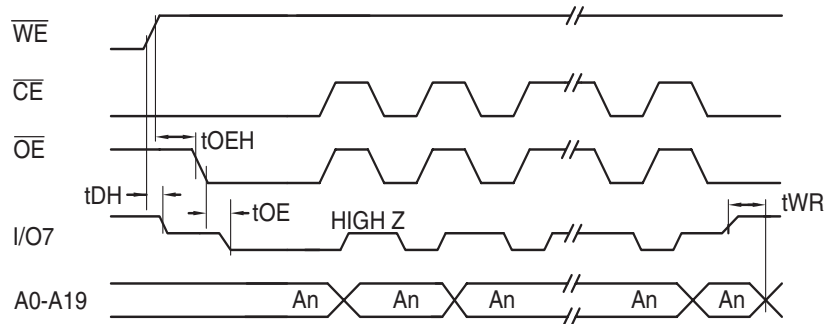 WE
CE
tOEH
OE
tDH
tOE
tWR
HIGH Z
I/O7
A0-A19 An An An An An